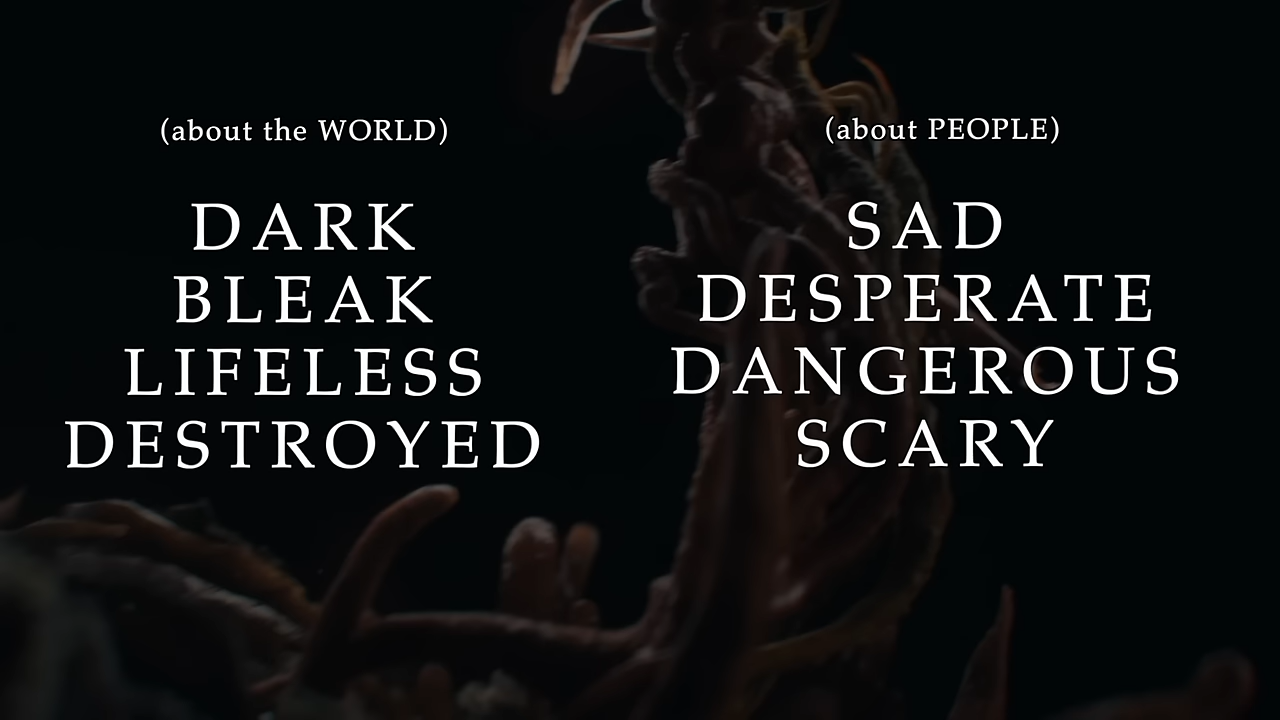 (about the WORLD)
DARK
BLEAK
LIFELESS
DESTROYED
(about PEOPLE)
SAD
DESPERATE
DANGEROUS
SCARY